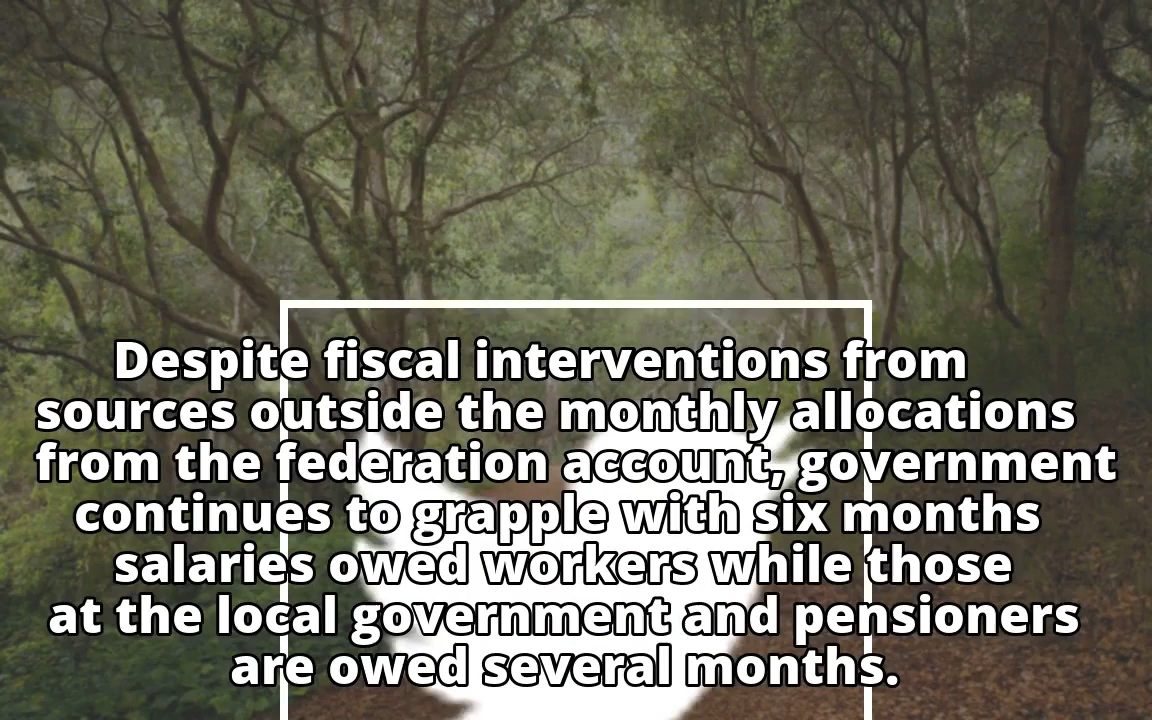 Despite fiscal interventions from
sources outside the monthly allocations
from the federation account, government
continues to grapple with six months
salaries owed workers while those
at the local government and pensioners
are owed several months.